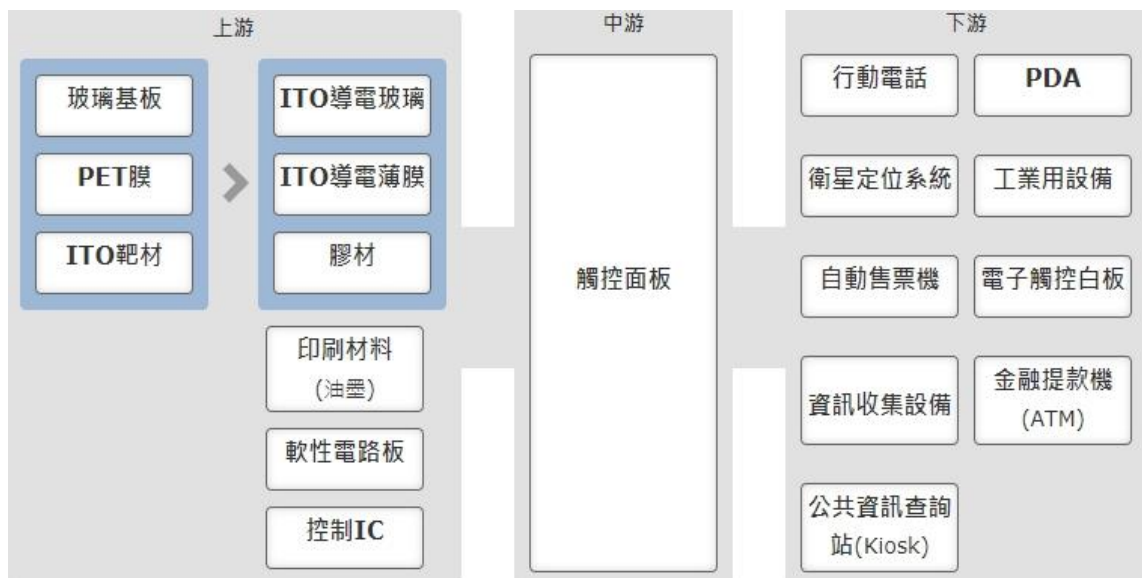 上游
玻璃基板
PET膜
ITO靶材
ITO導電玻璃
ITO導電薄膜
膠材
印刷材料
(油墨)
軟性電路板
控制IC
中游
觸控面板
下游
行動電話
PDA
衛星定位系統
工業用設備
自動售票機
電子觸控白板
資訊收集設備
金融提款機
(ATM)
公共資訊查詢
站(Kiosk)